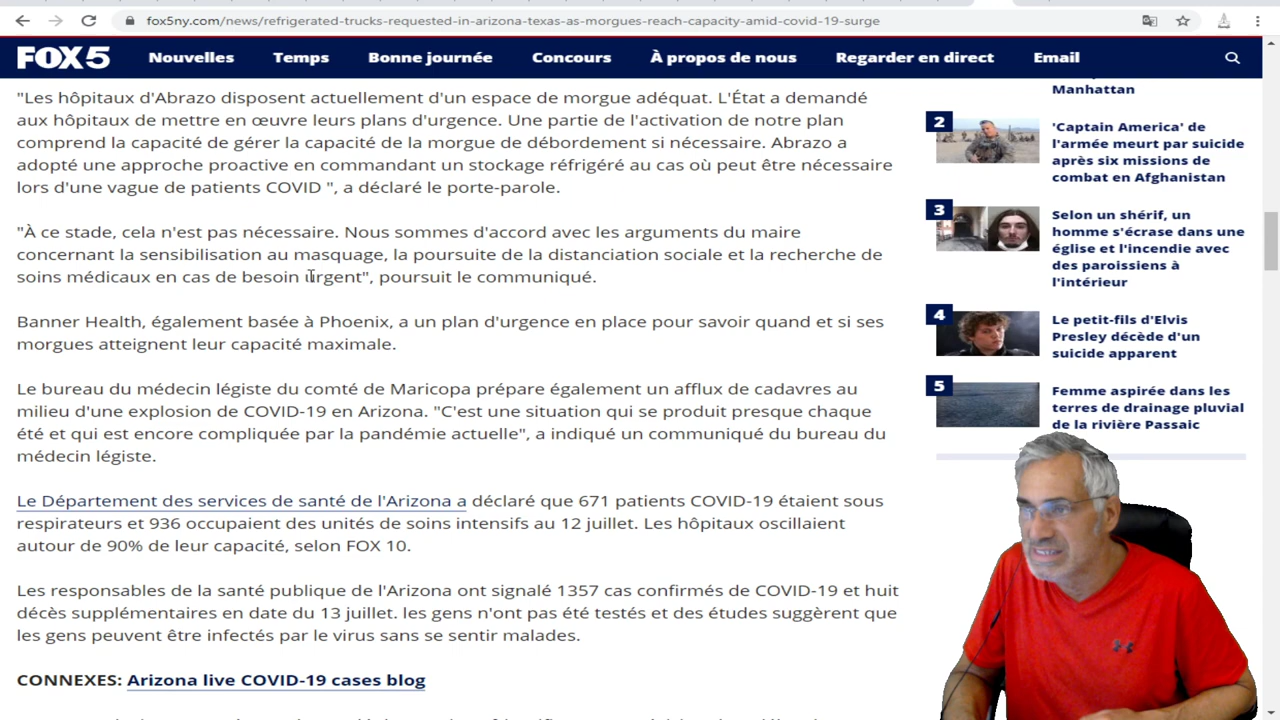 fox5ny.com/news/refrigerated-trucks-requested-in-arizona-texas-as-morgues-reach-capacity-amid-covid-19-surge
FOX 5 Nouvelles Temps Bonne journée Concours À propos de nous Regarder en direct Email
"Les hôpitaux d'Abrazo disposent actuellement d'un espace de morgue adéquat. L'État a demandé
aux hôpitaux de mettre en œuvre leurs plans d'urgence. Une partie de l'activation de notre plan
comprend la capacité de gérer la capacité de la morgue de débordement si nécessaire. Abrazo a
adopté une approche proactive en commandant un stockage réfrigéré au cas où peut être nécessaire
lors d'une vague de patients COVID ", a déclaré le porte-parole.
"À ce stade, cela n'est pas nécessaire. Nous sommes d'accord avec les arguments du maire
concernant la sensibilisation au masquage, la poursuite de la distanciation sociale et la recherche de
soins médicaux en cas de besoin urgent", poursuit le communiqué.
Banner Health, également basée à Phoenix, a un plan d'urgence en place pour savoir quand et si ses
morgues atteignent leur capacité maximale.
Le bureau du médecin légiste du comté de Maricopa prépare également un afflux de cadavres au
milieu d'une explosion de COVID-19 en Arizona. "C'est une situation qui se produit presque chaque
été et qui est encore compliquée par la pandémie actuelle", a indiqué un communiqué du bureau du
médecin légiste.
Le Département des services de santé de l'Arizona a déclaré que 671 patients COVID-19 étaient sous
respirateurs et 936 occupaient des unités de soins intensifs au 12 juillet. Les hôpitaux oscillaient
autour de 90% de leur capacité, selon FOX 10.
Les responsables de la santé publique de l'Arizona ont signalé 1357 cas confirmés de COVID-19 et huit
décès supplémentaires en date du 13 juillet. les gens n'ont pas été testés et des études suggèrent que
les gens peuvent être infectés par le virus sans se sentir malades.
CONNEXES: Arizona live COVID-19 cases blog
Manhattan
2
'Captain America' de
l'armée meurt par suicide
après six missions de
combat en Afghanistan
3
Selon un shérif, un
homme s'écrase dans une
église et l'incendie avec
des paroissiens à
l'intérieur
4
Le petit-fils d'Elvis
Presley décède d'un
suicide apparent
5
Femme aspirée dans les
terres de drainage pluvial
de la rivière Passaic